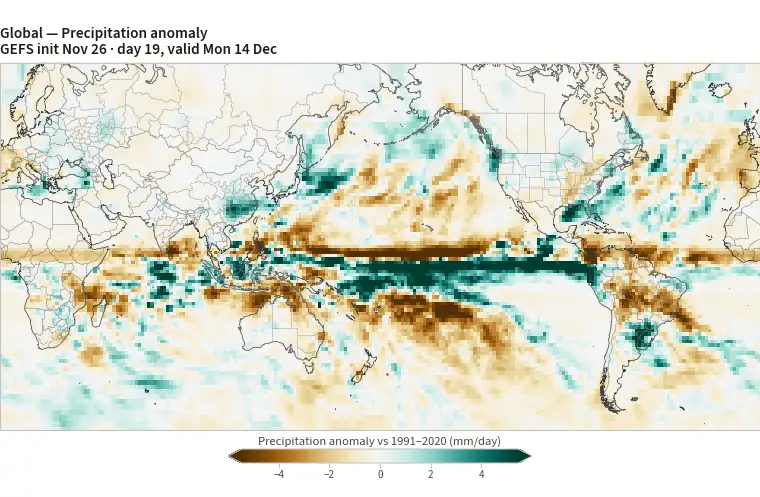 Global — Precipitation anomaly
GEFS init Nov 26 · day 19, valid Mon 14 Dec
Precipitation anomaly vs 1991–2020 (mm/day)
−4 −2 0 2 4